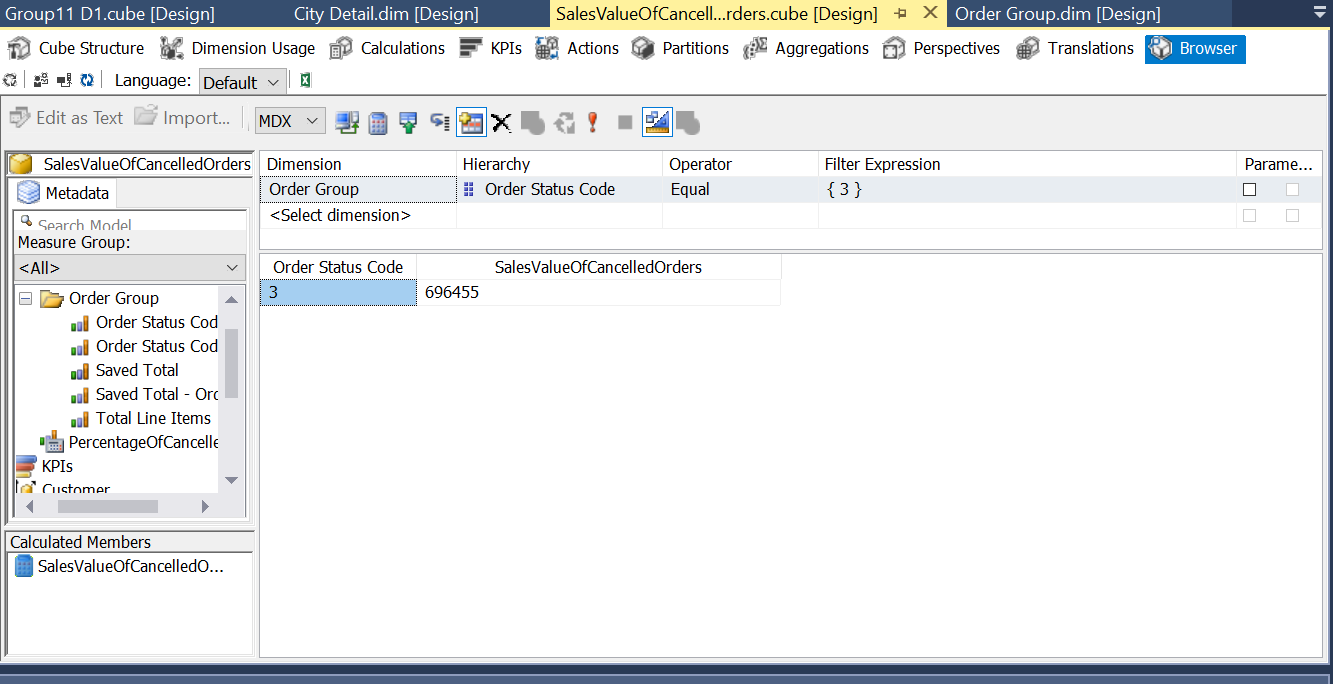 Group11 D1.cube [Design] City Detail.dim [Design] SalesValueOfCancell...rders.cube [Design] Order Group.dim [Design]
Cube Structure Dimension Usage Calculations KPIs Actions Partitions Aggregations Perspectives Translations Browser
Language: Default
Edit as Text Import... MDX
SalesValueOfCancelledOrders
Metadata
Search Model
Measure Group:
<All>
Order Group
Order Status Cod
Order Status Cod
Saved Total
Saved Total - Ord
Total Line Items
PercentageOfCancelle
KPIs
Customer
Calculated Members
SalesValueOfCancelledO...
Dimension Hierarchy Operator Filter Expression Parame...
Order Group Order Status Code Equal { 3 }
<Select dimension>
Order Status Code SalesValueOfCancelledOrders
3 696455